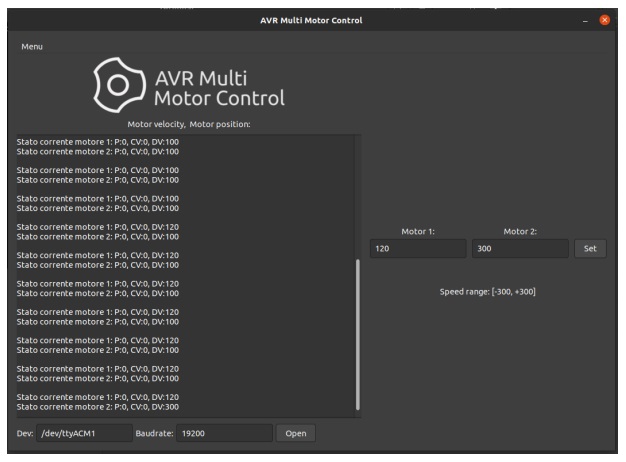 AVR Multi Motor Control
Menu
AVR Multi
Motor Control
Motor velocity, Motor position:
Stato corrente motore 1: P:0, CV:0, DV:100
Stato corrente motore 2: P:0, CV:0, DV:100
Stato corrente motore 1: P:0, CV:0, DV:100
Stato corrente motore 2: P:0, CV:0, DV:100
Stato corrente motore 1: P:0, CV:0, DV:100
Stato corrente motore 2: P:0, CV:0, DV:100
Stato corrente motore 1: P:0, CV:0, DV:120
Stato corrente motore 2: P:0, CV:0, DV:100
Stato corrente motore 1: P:0, CV:0, DV:120
Stato corrente motore 2: P:0, CV:0, DV:100
Stato corrente motore 1: P:0, CV:0, DV:120
Stato corrente motore 2: P:0, CV:0, DV:100
Stato corrente motore 1: P:0, CV:0, DV:120
Stato corrente motore 2: P:0, CV:0, DV:100
Stato corrente motore 1: P:0, CV:0, DV:120
Stato corrente motore 2: P:0, CV:0, DV:100
Stato corrente motore 1: P:0, CV:0, DV:120
Stato corrente motore 2: P:0, CV:0, DV:100
Stato corrente motore 1: P:0, CV:0, DV:120
Stato corrente motore 2: P:0, CV:0, DV:300
Motor 1: Motor 2:
120 300 Set
Speed range: [-300, +300]
Dev: /dev/ttyACM1 Baudrate: 19200 Open